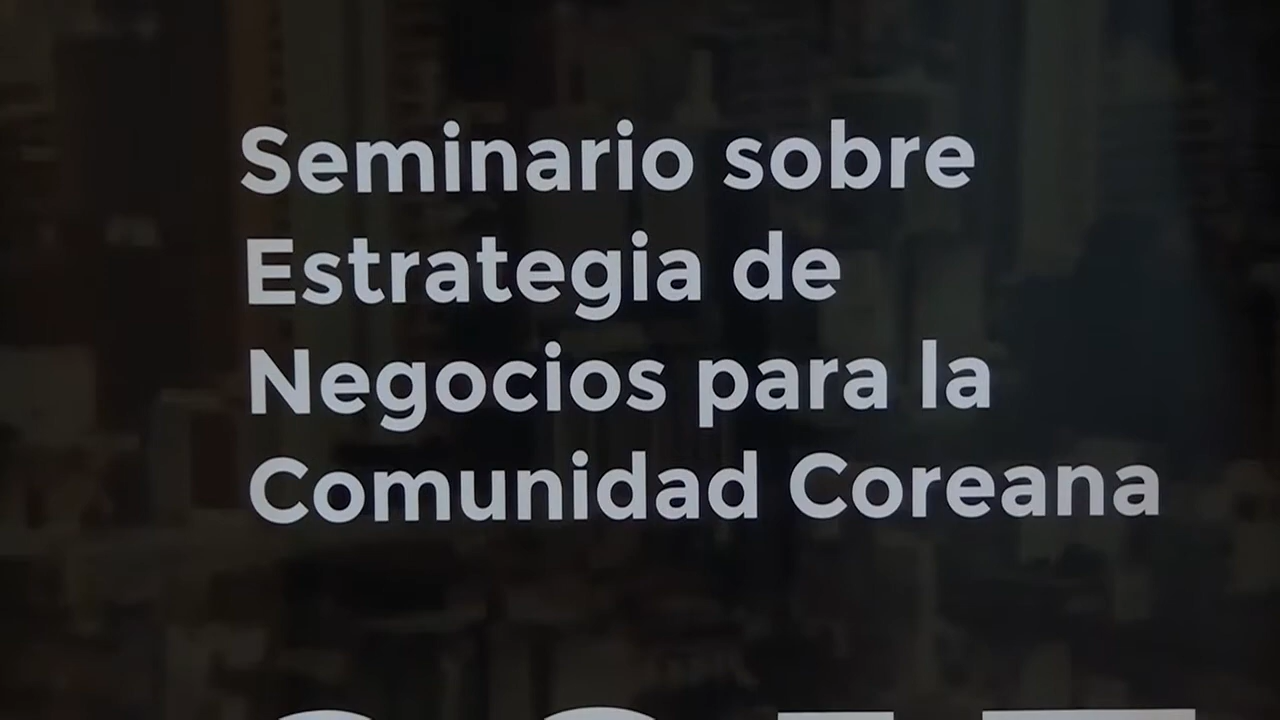 Seminario sobre
Estrategia de
Negocios para la
Comunidad Coreana